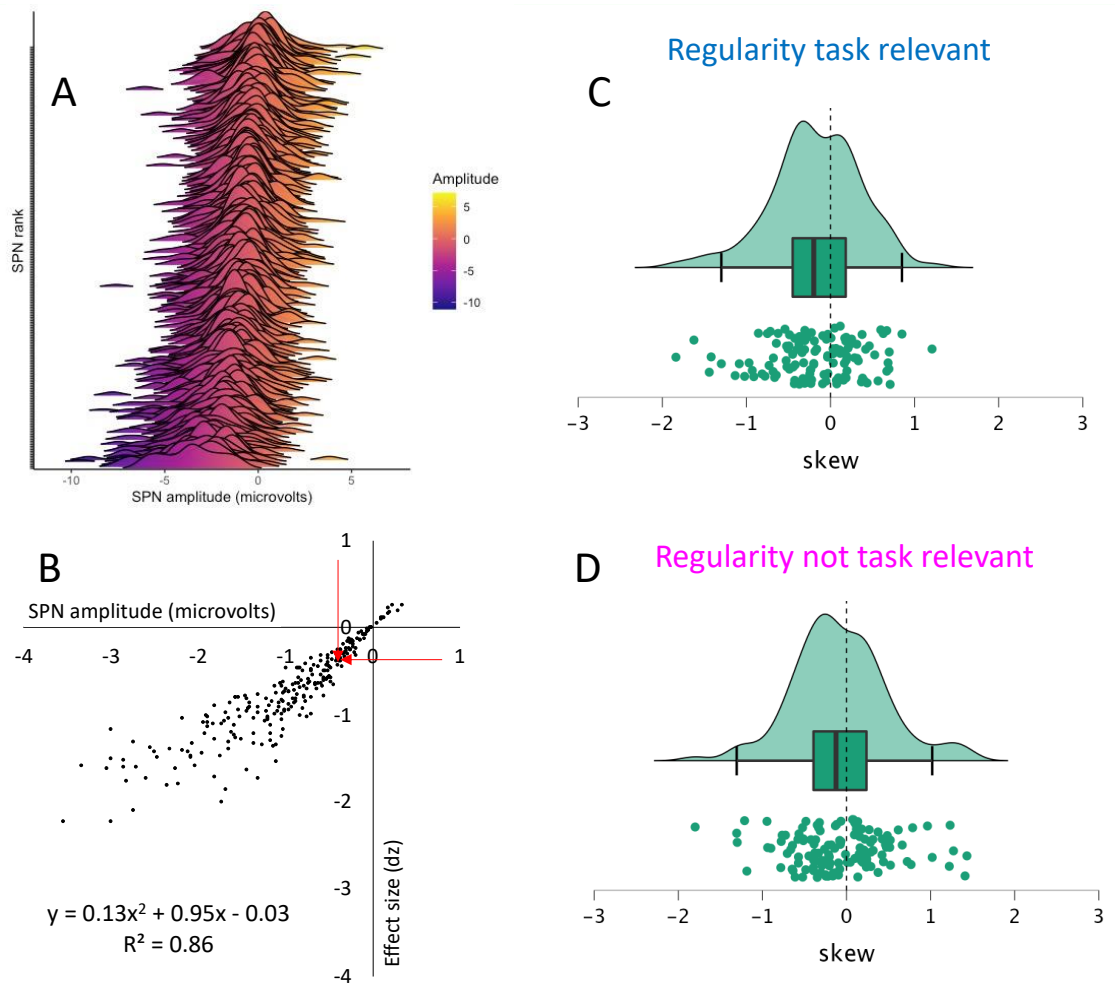 A
SPN rank
Amplitude
5
0
-5
-10
-10
-5
0
5
SPN amplitude (microvolts)
B
SPN amplitude (microvolts)
1
0
-4
-3
-2
-1
0
1
-1
-2
-3
-4
Effect size (dz)
y = 0.13x² + 0.95x - 0.03
R² = 0.86
Regularity task relevant
C
−3
−2
−1
0
1
2
3
skew
Regularity not task relevant
D
−3
−2
−1
0
1
2
3
skew